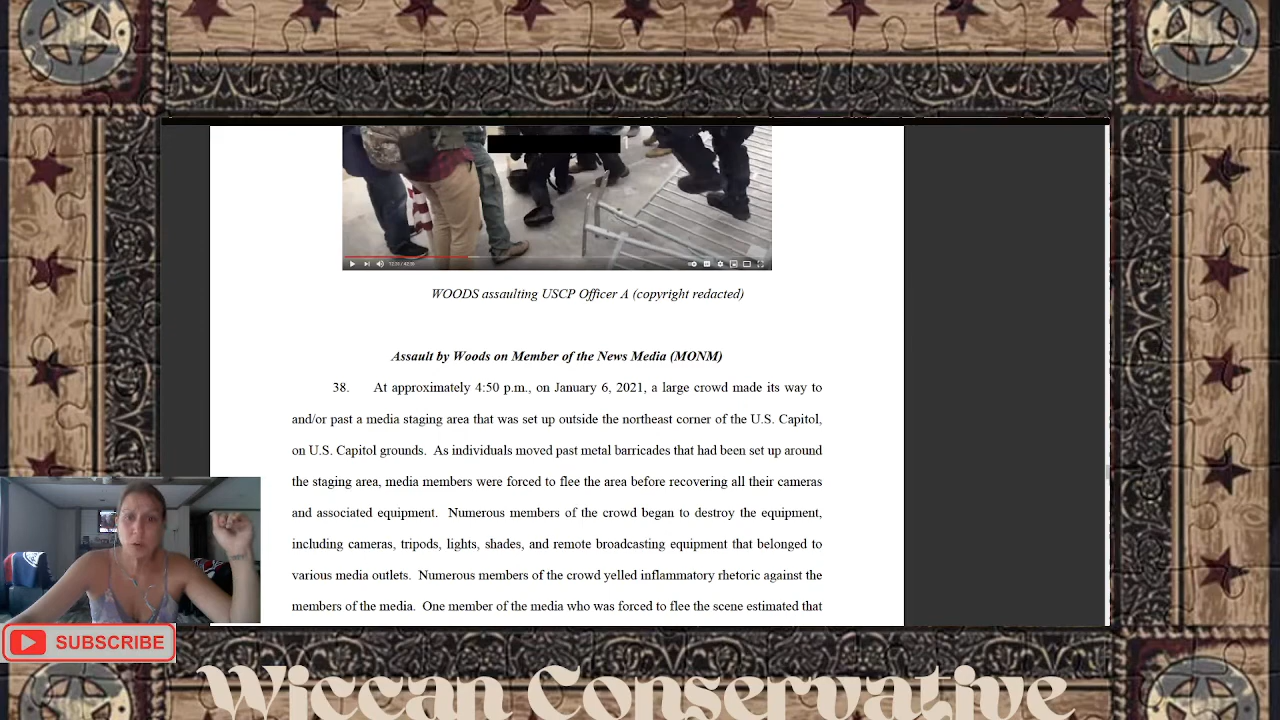 WOODS assaulting USCP Officer A (copyright redacted)
Assault by Woods on Member of the News Media (MONM)
38. At approximately 4:50 p.m., on January 6, 2021, a large crowd made its way to
and/or past a media staging area that was set up outside the northeast corner of the U.S. Capitol,
on U.S. Capitol grounds. As individuals moved past metal barricades that had been set up around
the staging area, media members were forced to flee the area before recovering all their cameras
and associated equipment. Numerous members of the crowd began to destroy the equipment,
including cameras, tripods, lights, shades, and remote broadcasting equipment that belonged to
various media outlets. Numerous members of the crowd yelled inflammatory rhetoric against the
members of the media. One member of the media who was forced to flee the scene estimated that
SUBSCRIBE
Wiccan Conservative